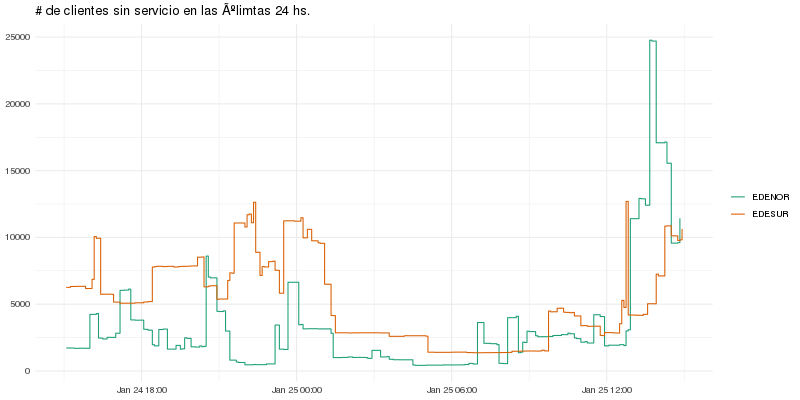 # de clientes sin servicio en las Ãºlimtas 24 hs.
25000
20000
15000
10000
5000
0
Jan 24 18:00
Jan 25 00:00
Jan 25 06:00
Jan 25 12:00
EDENOR
EDESUR